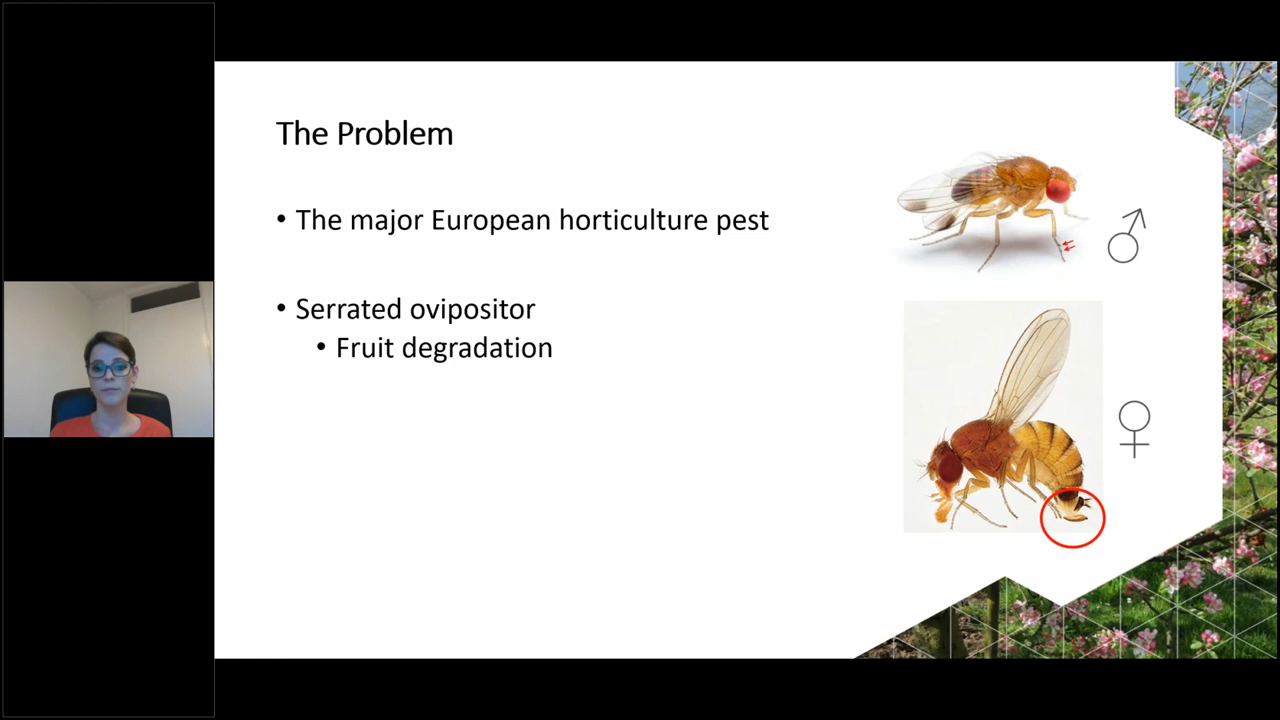 The Problem
• The major European horticulture pest
• Serrated ovipositor
• Fruit degradation